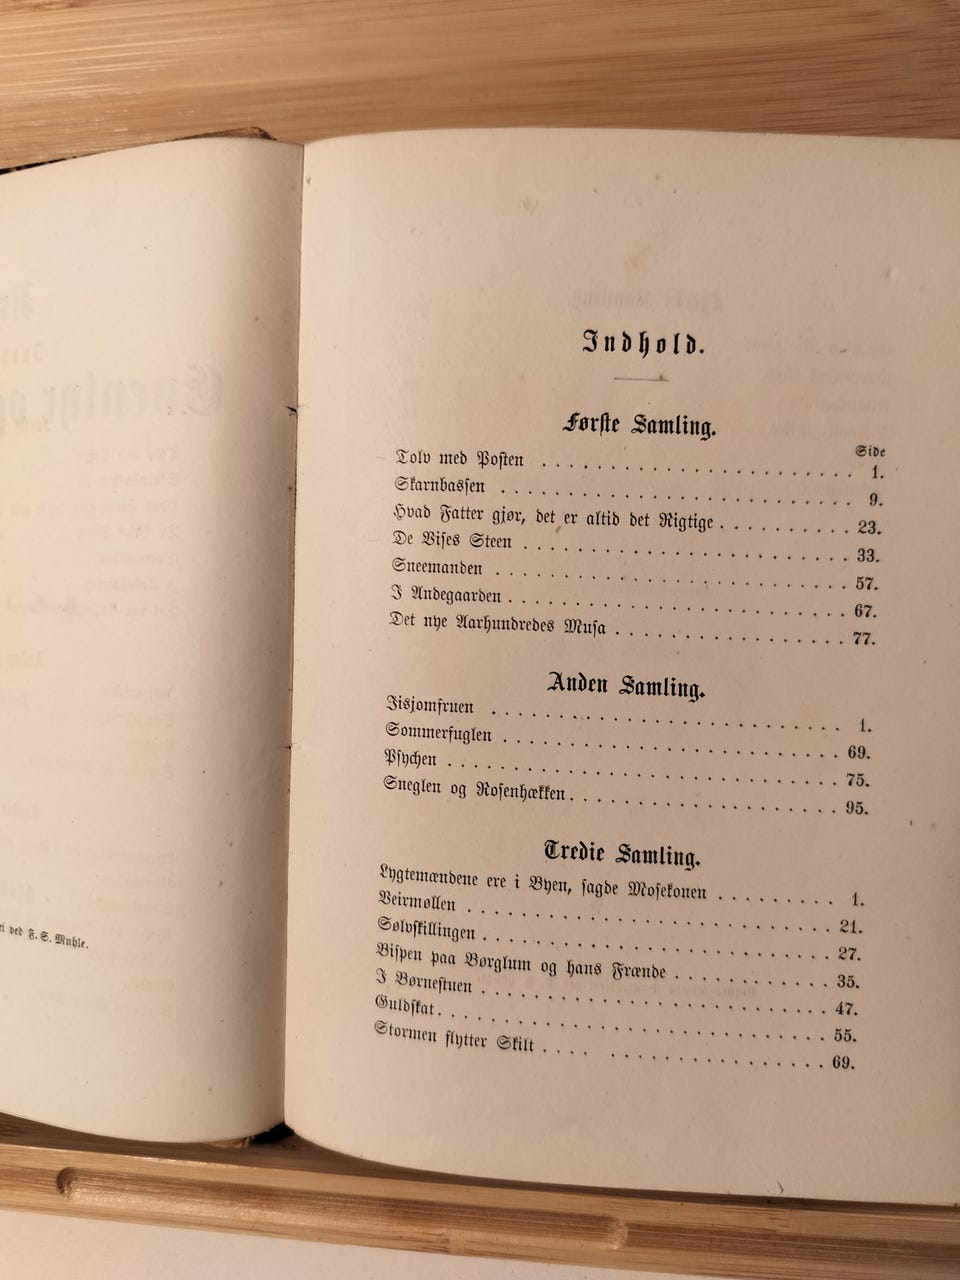 ved F. S. Muhle.
Indhold.
Første Samling.
Side
Tolv med Posten . . . . . . . . . . . . . . . . . . . . . . . . 1.
Skarnbassen . . . . . . . . . . . . . . . . . . . . . . . . . . 9.
Hvad Fatter gjør, det er altid det Rigtige . . . . . . . . . . 23.
De Vises Steen . . . . . . . . . . . . . . . . . . . . . . . . 33.
Sneemanden . . . . . . . . . . . . . . . . . . . . . . . . . . 57.
I Andegaarden . . . . . . . . . . . . . . . . . . . . . . . . . 67.
Det nye Aarhundredes Musa . . . . . . . . . . . . . . . . . . 77.
Anden Samling.
Iisjomfruen . . . . . . . . . . . . . . . . . . . . . . . . . . 1.
Sommerfuglen . . . . . . . . . . . . . . . . . . . . . . . . . 69.
Psychen . . . . . . . . . . . . . . . . . . . . . . . . . . . . 75.
Sneglen og Rosenhækken . . . . . . . . . . . . . . . . . . . . 95.
Tredie Samling.
Lygtemændene ere i Byen, sagde Mosekonen . . . . . . . . . . 1.
Veirmøllen . . . . . . . . . . . . . . . . . . . . . . . . . . 21.
Sølvskillingen . . . . . . . . . . . . . . . . . . . . . . . . 27.
Bispen paa Børglum og hans Frænde . . . . . . . . . . . . . . 35.
I Børnestuen . . . . . . . . . . . . . . . . . . . . . . . . . 47.
Guldskat . . . . . . . . . . . . . . . . . . . . . . . . . . . 55.
Stormen flytter Skilt . . . . . . . . . . . . . . . . . . . . 69.